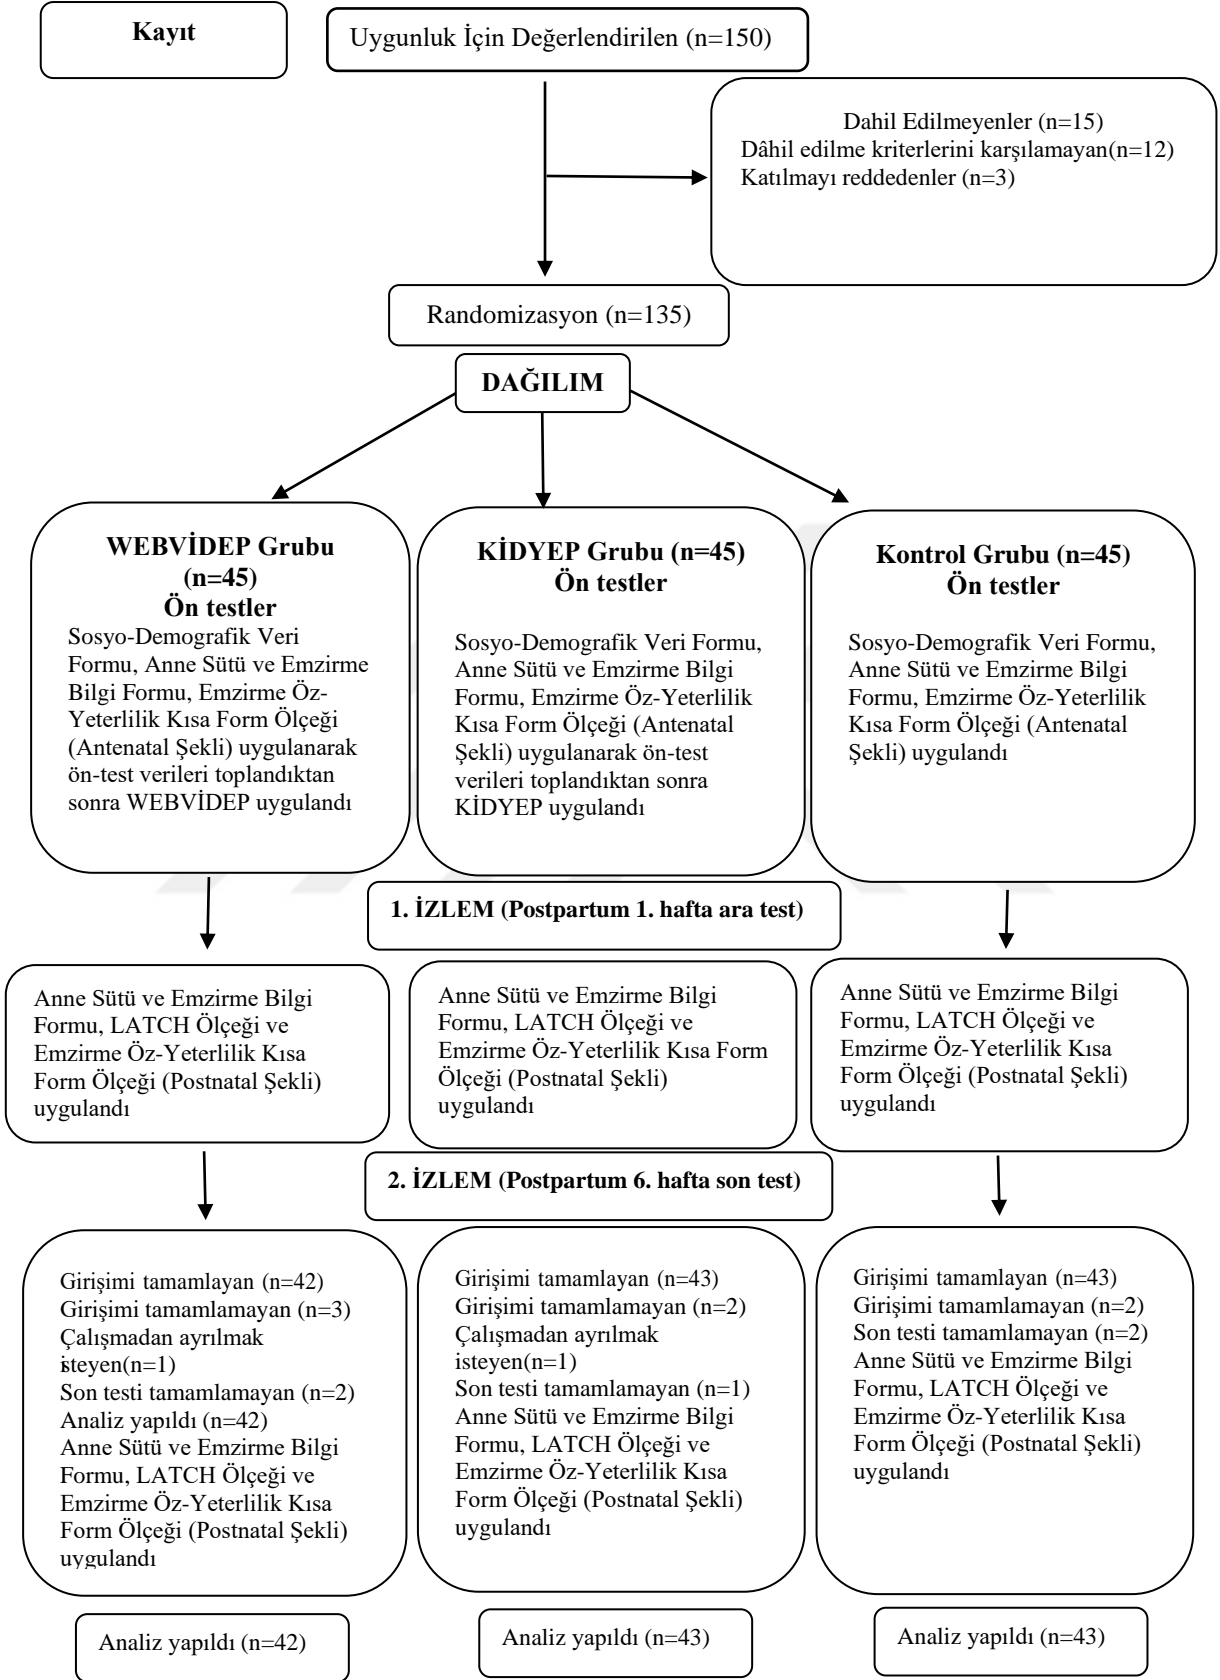 Kayıt
Uygunluk İçin Değerlendirilen (n=150)
Dahil Edilmeyenler (n=15)
Dâhil edilme kriterlerini karşılamayan(n=12)
Katılmayı reddedenler (n=3)
Randomizasyon (n=135)
DAĞILIM
WEBVİDEP Grubu
(n=45)
Ön testler
Sosyo-Demografik Veri
Formu, Anne Sütü ve Emzirme
Bilgi Formu, Emzirme Öz-
Yeterlilik Kısa Form Ölçeği
(Antenatal Şekli) uygulanarak
ön-test verileri toplandıktan
sonra WEBVİDEP uygulandı
KİDYEP Grubu (n=45)
Ön testler
Sosyo-Demografik Veri Formu,
Anne Sütü ve Emzirme Bilgi
Formu, Emzirme Öz-Yeterlilik
Kısa Form Ölçeği (Antenatal
Şekli) uygulanarak ön-test
verileri toplandıktan sonra
KİDYEP uygulandı
Kontrol Grubu (n=45)
Ön testler
Sosyo-Demografik Veri Formu,
Anne Sütü ve Emzirme Bilgi
Formu, Emzirme Öz-Yeterlilik
Kısa Form Ölçeği (Antenatal
Şekli) uygulandı
1. İZLEM (Postpartum 1. hafta ara test)
Anne Sütü ve Emzirme Bilgi
Formu, LATCH Ölçeği ve
Emzirme Öz-Yeterlilik Kısa
Form Ölçeği (Postnatal Şekli)
uygulandı
Anne Sütü ve Emzirme Bilgi
Formu, LATCH Ölçeği ve
Emzirme Öz-Yeterlilik Kısa Form
Ölçeği (Postnatal Şekli)
uygulandı
Anne Sütü ve Emzirme Bilgi
Formu, LATCH Ölçeği ve
Emzirme Öz-Yeterlilik Kısa
Form Ölçeği (Postnatal Şekli)
uygulandı
2. İZLEM (Postpartum 6. hafta son test)
Girişimi tamamlayan (n=42)
Girişimi tamamlamayan (n=3)
Çalışmadan ayrılmak
isteyen(n=1)
Son testi tamamlamayan (n=2)
Analiz yapıldı (n=42)
Anne Sütü ve Emzirme Bilgi
Formu, LATCH Ölçeği ve
Emzirme Öz-Yeterlilik Kısa
Form Ölçeği (Postnatal Şekli)
uygulandı
Girişimi tamamlayan (n=43)
Girişimi tamamlamayan (n=2)
Çalışmadan ayrılmak
isteyen(n=1)
Son testi tamamlamayan (n=1)
Anne Sütü ve Emzirme Bilgi
Formu, LATCH Ölçeği ve
Emzirme Öz-Yeterlilik Kısa
Form Ölçeği (Postnatal Şekli)
uygulandı
Girişimi tamamlayan (n=43)
Girişimi tamamlamayan (n=2)
Son testi tamamlamayan (n=2)
Anne Sütü ve Emzirme Bilgi
Formu, LATCH Ölçeği ve
Emzirme Öz-Yeterlilik Kısa
Form Ölçeği (Postnatal Şekli)
uygulandı
Analiz yapıldı (n=42)
Analiz yapıldı (n=43)
Analiz yapıldı (n=43)